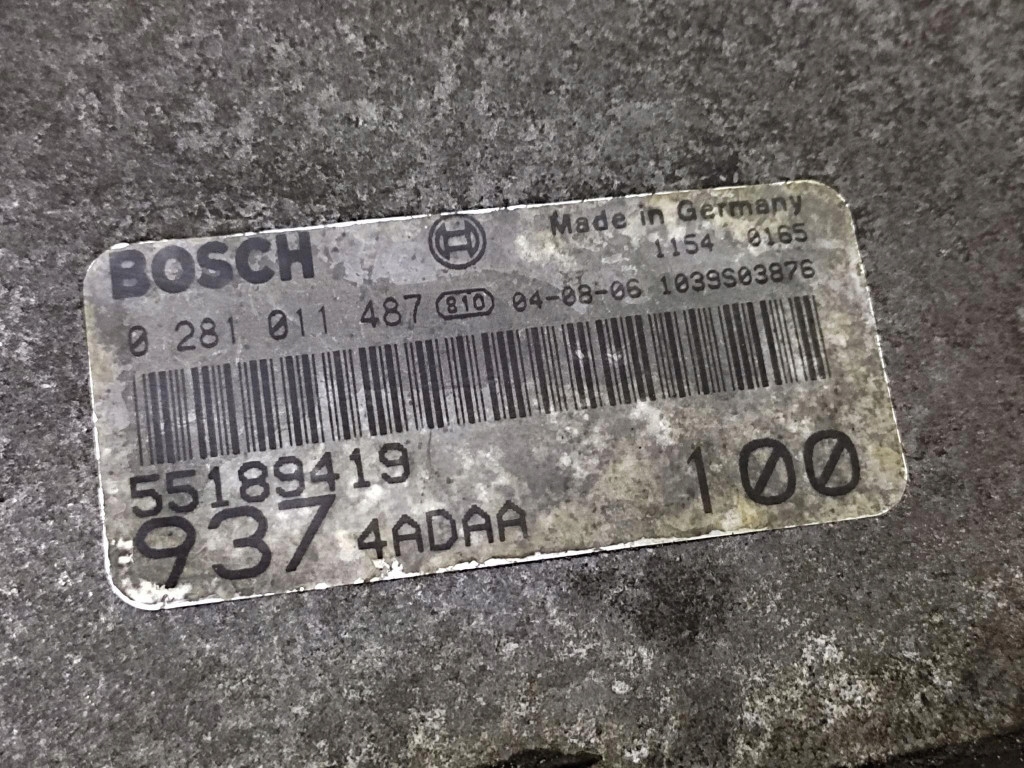 BOSCH Made in Germany
1154 0165
0 281 011 487 810 04-08-06 1039S03876
55189419
937 4ADAA 100